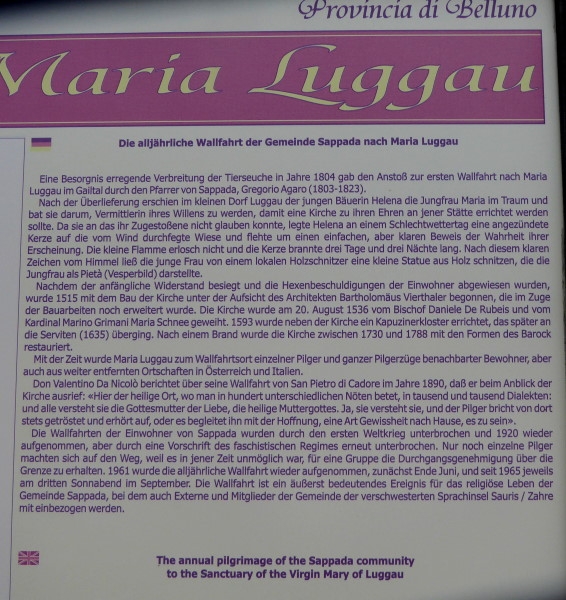 Provincia di Belluno
Maria Luggau
Die alljährliche Wallfahrt der Gemeinde Sappada nach Maria Luggau
Eine Besorgnis erregende Verbreitung der Tierseuche in Jahre 1804 gab den Anstoß zur ersten Wallfahrt nach Maria
Luggau im Gailtal durch den Pfarrer von Sappada, Gregorio Agaro (1803-1823).
Nach der Überlieferung erschien im kleinen Dorf Luggau der jungen Bäuerin Helena die Jungfrau Maria im Traum und
bat sie darum, Vermittlerin ihres Willens zu werden, damit eine Kirche zu ihren Ehren an jener Stätte errichtet werden
sollte. Da sie an das ihr Zugestoßene nicht glauben konnte, legte Helena an einem Schlechtwettertag eine angezündete
Kerze auf die vom Wind durchfegte Wiese und flehte um einen einfachen, aber klaren Beweis der Wahrheit ihrer
Erscheinung. Die kleine Flamme erlosch nicht und die Kerze brannte drei Tage und drei Nächte lang. Nach diesem klaren
Zeichen vom Himmel ließ die junge Frau von einem lokalen Holzschnitzer eine kleine Statue aus Holz schnitzen, die die
Jungfrau als Pietà (Vesperbild) darstellte.
Nachdem der anfängliche Widerstand besiegt und die Hexenbeschuldigungen der Einwohner abgewiesen wurden,
wurde 1515 mit dem Bau der Kirche unter der Aufsicht des Architekten Bartholomäus Vierthaler begonnen, die im Zuge
der Bauarbeiten noch erweitert wurde. Die Kirche wurde am 20. August 1536 vom Bischof Daniele De Rubeis und vom
Kardinal Marino Grimani Maria Schnee geweiht. 1593 wurde neben der Kirche ein Kapuzinerkloster errichtet, das später an
die Serviten (1635) überging. Nach einem Brand wurde die Kirche zwischen 1730 und 1788 mit den Formen des Barock
restauriert.
Mit der Zeit wurde Maria Luggau zum Wallfahrtsort einzelner Pilger und ganzer Pilgerzüge benachbarter Bewohner, aber
auch aus weiter entfernten Ortschaften in Österreich und Italien.
Don Valentino Da Nicolò berichtet über seine Wallfahrt von San Pietro di Cadore im Jahre 1890, daß er beim Anblick der
Kirche ausrief: «Hier der heilige Ort, wo man in hundert unterschiedlichen Nöten betet, in tausend und tausend Dialekten:
und alle versteht sie die Gottesmutter der Liebe, die heilige Muttergottes. Ja, sie versteht sie, und der Pilger bricht von dort
stets getröstet und erhört auf, oder es begleitet ihn mit der Hoffnung, eine Art Gewissheit nach Hause, es zu sein».
Die Wallfahrten der Einwohner von Sappada wurden durch den ersten Weltkrieg unterbrochen und 1920 wieder
aufgenommen, aber durch eine Vorschrift des faschistischen Regimes erneut unterbrochen. Nur noch einzelne Pilger
machten sich auf den Weg, weil es in jener Zeit unmöglich war, für eine Gruppe die Durchgangsgenehmigung über die
Grenze zu erhalten. 1961 wurde die alljährliche Wallfahrt wieder aufgenommen, zunächst Ende Juni, und seit 1965 jeweils
am dritten Sonnabend im September. Die Wallfahrt ist ein äußerst bedeutendes Ereignis für das religiöse Leben der
Gemeinde Sappada, bei dem auch Externe und Mitglieder der Gemeinde der verschwesterten Sprachinsel Sauris / Zahre
mit einbezogen werden.
The annual pilgrimage of the Sappada community
to the Sanctuary of the Virgin Mary of Luggau